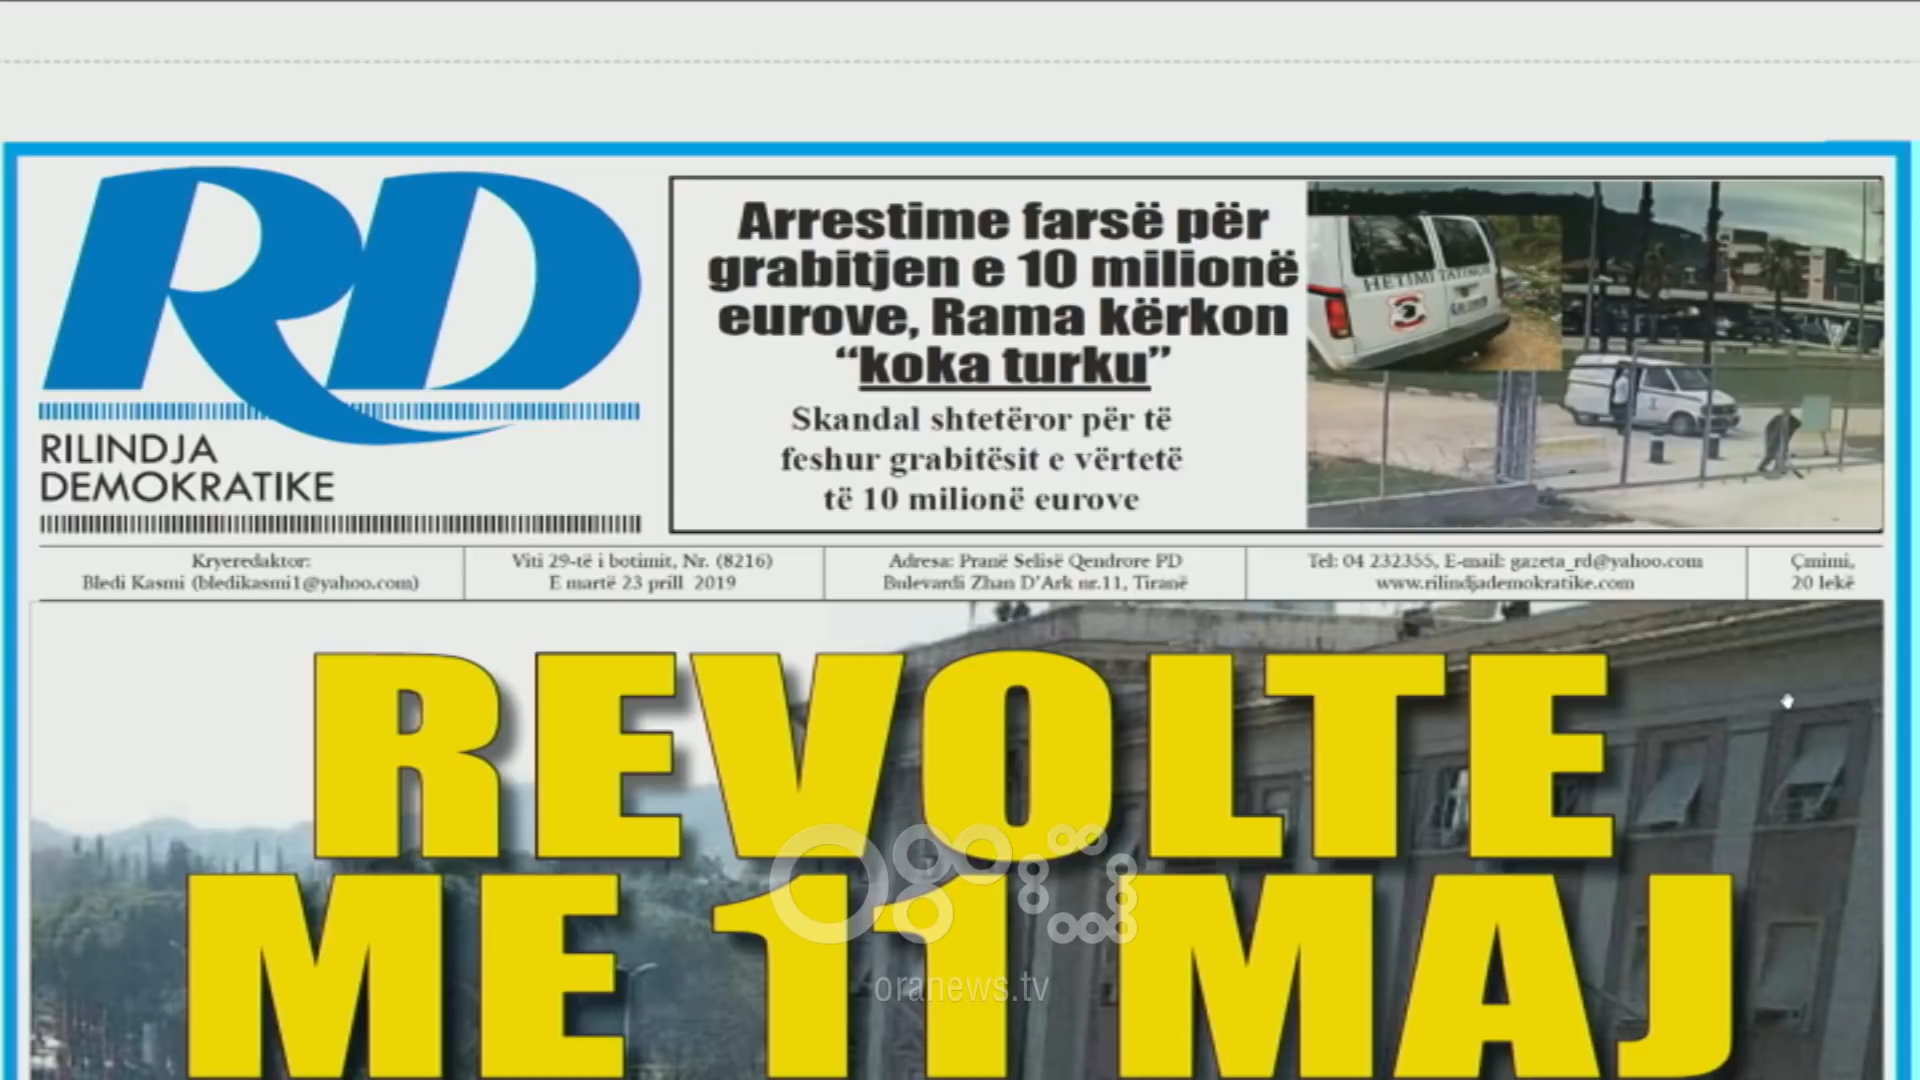 RD
RILINDJA
DEMOKRATIKE
Arrestime farsë për
grabitjen e 10 milionë
eurove, Rama kërkon
“koka turku”
Skandal shtetëror për të
feshur grabitësit e vërtetë
të 10 milionë eurove
HETIMI TATIMOR
Kryeredaktor:
Bledi Kasmi (bledikasmi1@yahoo.com)
Viti 29-të i botimit, Nr. (8216)
E martë 23 prill 2019
Adresa: Pranë Selisë Qendrore PD
Bulevardi Zhan D’Ark nr.11, Tiranë
Tel: 04 232355, E-mail: gazeta_rd@yahoo.com
www.rilindjademokratike.com
Çmimi,
20 lekë
REVOLTE
ME 11 MAJ
oranews.tv